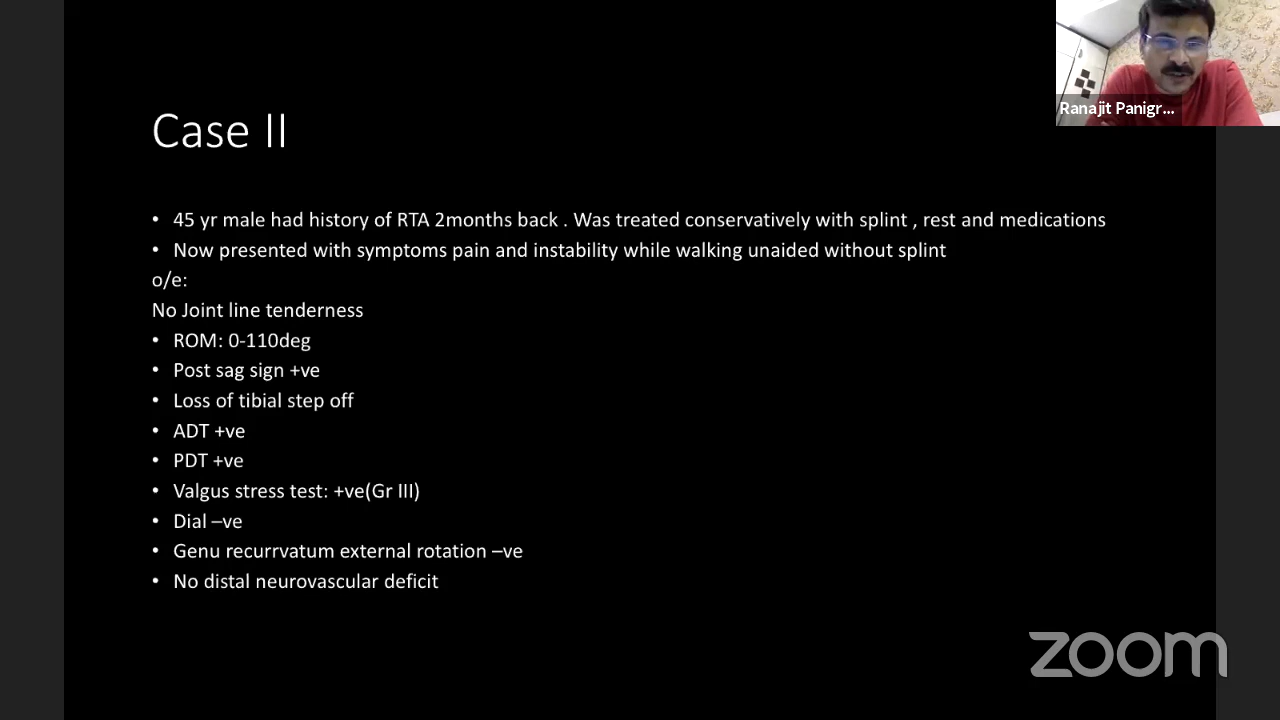 Ranajit Panigr...
Case II
• 45 yr male had history of RTA 2months back . Was treated conservatively with splint , rest and medications
• Now presented with symptoms pain and instability while walking unaided without splint
o/e:
No Joint line tenderness
• ROM: 0-110deg
• Post sag sign +ve
• Loss of tibial step off
• ADT +ve
• PDT +ve
• Valgus stress test: +ve(Gr III)
• Dial –ve
• Genu recurrvatum external rotation –ve
• No distal neurovascular deficit
zoom